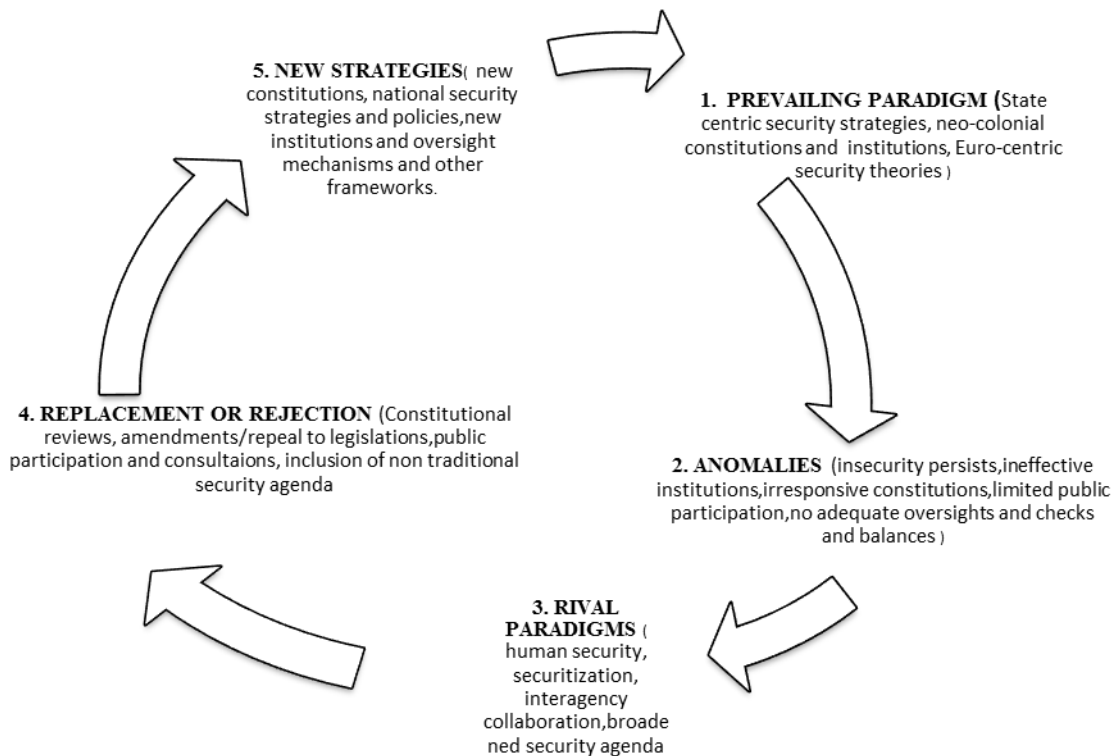 5. NEW STRATEGIES( new
constitutions, national security
strategies and policies,new
institutions and oversight
mechanisms and other
frameworks.
1. PREVAILING PARADIGM (State
centric security strategies, neo-colonial
constitutions and institutions, Euro-centric
security theories )
4. REPLACEMENT OR REJECTION (Constitutional
reviews, amendments/repeal to legislations,public
participation and consultaions, inclusion of non traditional
security agenda
2. ANOMALIES (insecurity persists,ineffective
institutions,irresponsive constitutions,limited public
participation,no adequate oversights and checks
and balances )
3. RIVAL
PARADIGMS (
human security,
securitization,
interagency
collaboration,broade
ned security agenda